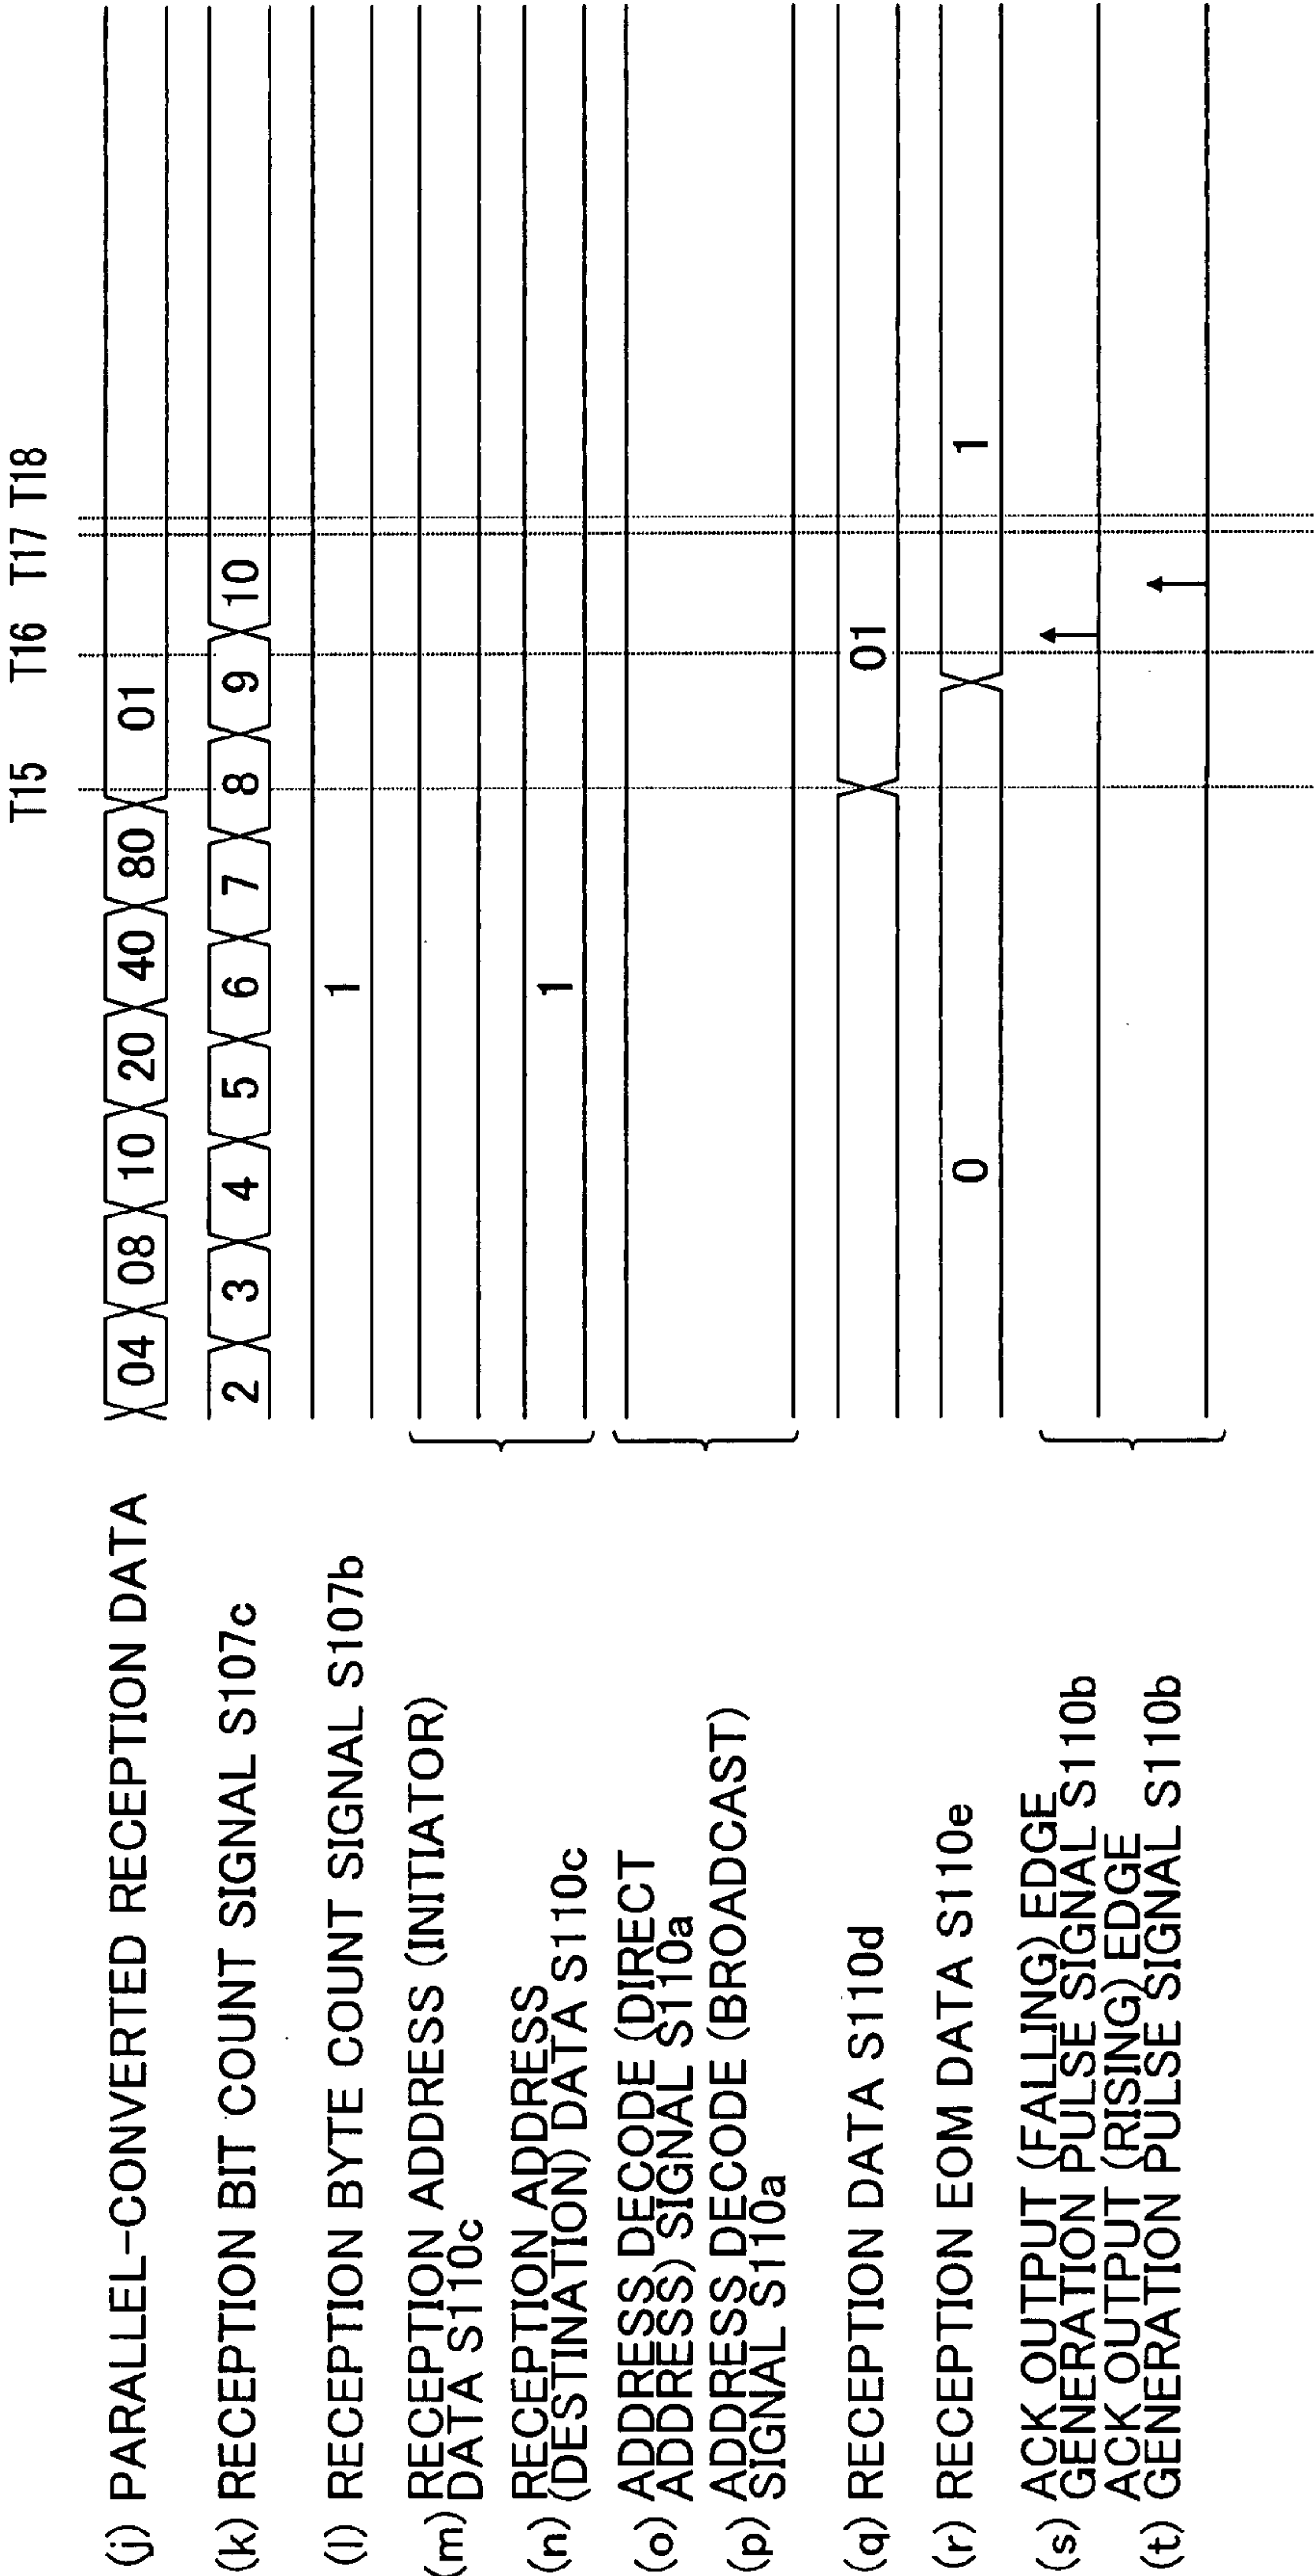 T15 T16 T17 T18
(j) PARALLEL-CONVERTED RECEPTION DATA
04 08 10 20 40 80 01
(k) RECEPTION BIT COUNT SIGNAL S107c
2 3 4 5 6 7 8 9 10
(l) RECEPTION BYTE COUNT SIGNAL S107b
1
(m) RECEPTION ADDRESS (INITIATOR)
DATA S110c
(n) RECEPTION ADDRESS
(DESTINATION) DATA S110c
1
(o) ADDRESS DECODE (DIRECT
ADDRESS) SIGNAL S110a
(p) ADDRESS DECODE (BROADCAST)
SIGNAL S110a
(q) RECEPTION DATA S110d
01
(r) RECEPTION EOM DATA S110e
0 1
(s) ACK OUTPUT (FALLING) EDGE
GENERATION PULSE SIGNAL S110b
(t) ACK OUTPUT (RISING) EDGE
GENERATION PULSE SIGNAL S110b